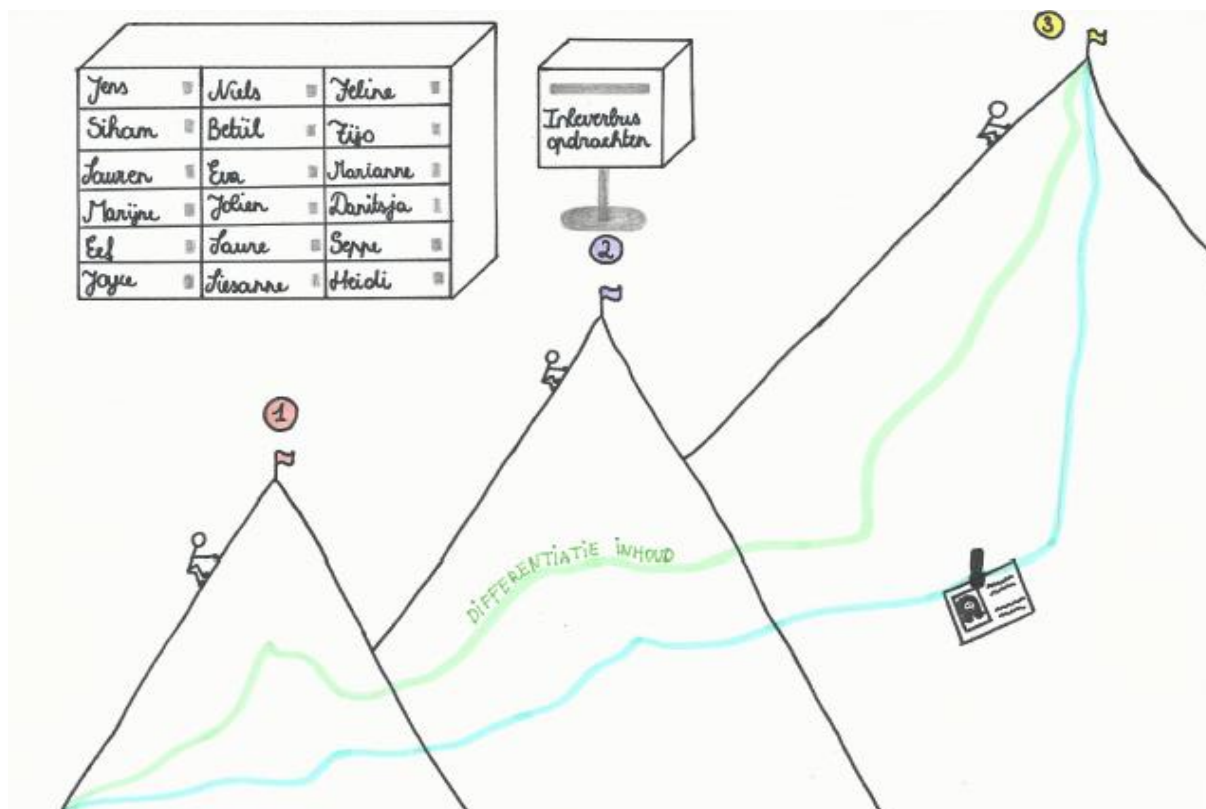 Jens Niels Feline
Siham Betül Tijo
Lauren Eva Marianne
Marijne Jolien Danitsja
Eef Laure Seppe
Joyce Liesanne Heidi
Inleverbus
opdrachten
3
2
1
DIFFERENTIATIE INHOUD